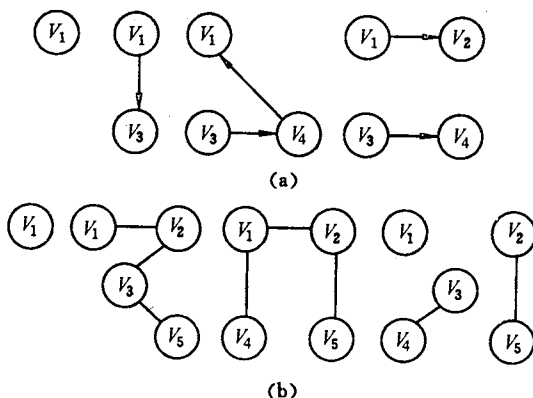 V₁ V₁ V₁ V₁ V₂
V₃ V₃ V₄ V₃ V₄
(a)
V₁ V₁ V₂ V₁ V₂ V₁ V₂
V₃ V₃
V₅ V₄ V₅ V₄ V₅
(b)